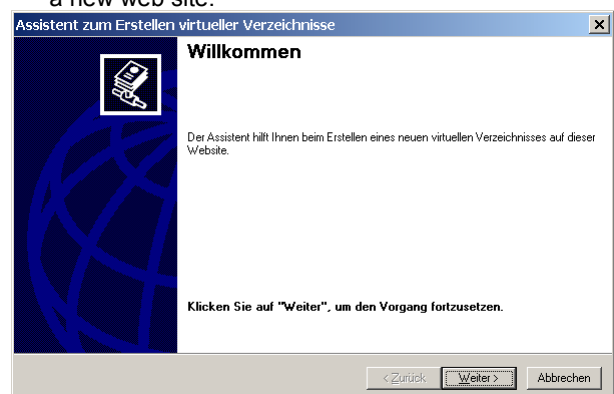 a new web site.
Assistent zum Erstellen virtueller Verzeichnisse
Willkommen
Der Assistent hilft Ihnen beim Erstellen eines neuen virtuellen Verzeichnisses auf dieser
Website.
Klicken Sie auf "Weiter", um den Vorgang fortzusetzen.
< Zurück Weiter > Abbrechen